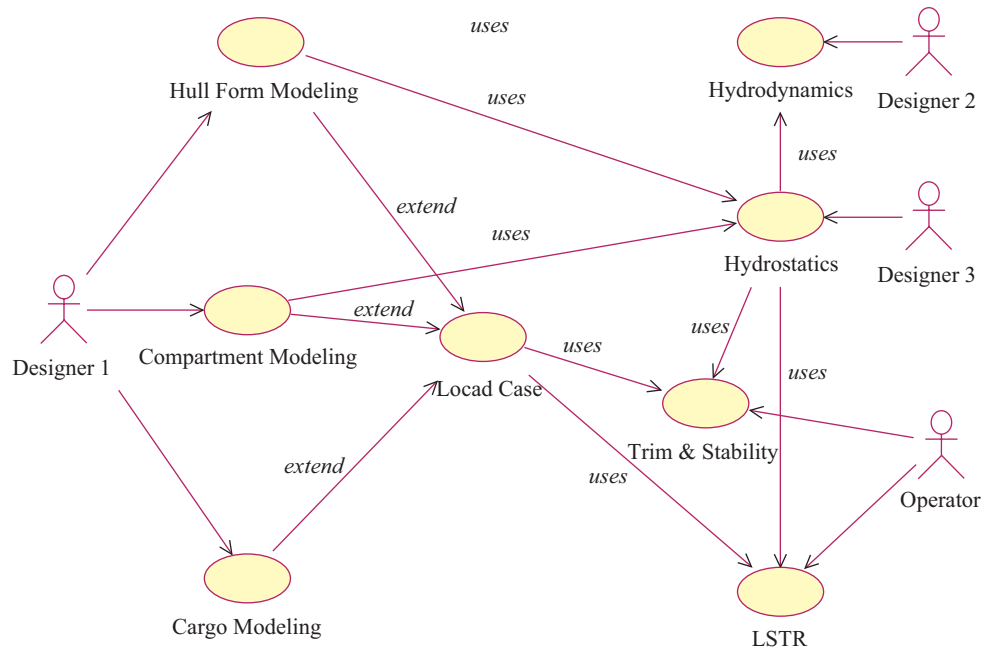 uses
Hull Form Modeling
Hydrodynamics
Designer 2
uses
uses
extend
uses
Hydrostatics
Designer 3
extend
Designer 1
Compartment Modeling
uses
uses
Locad Case
uses
Trim & Stability
extend
uses
Operator
Cargo Modeling
LSTR